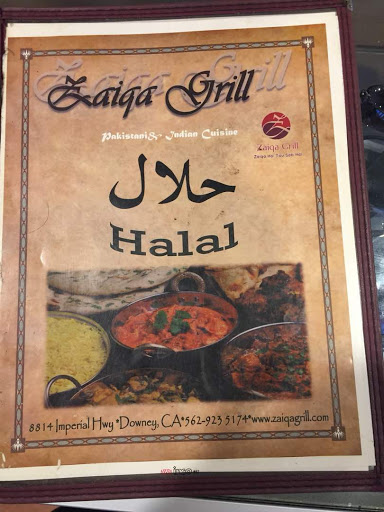 Zaiqa Grill
Pakistani & Indian Cuisine
Zaiqa Grill
حلال
Halal
8814 Imperial Hwy *Downey, CA*562-923 5174*www.zaiqagrill.com